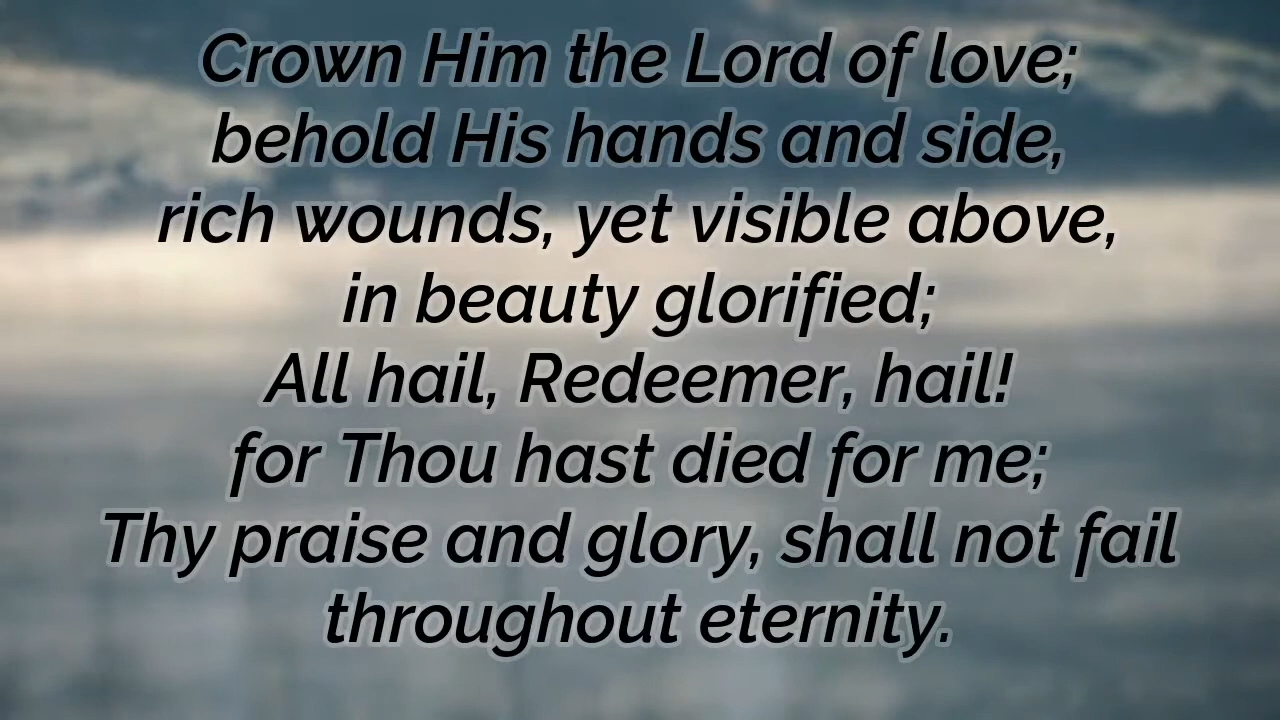 Crown Him the Lord of love;
behold His hands and side,
rich wounds, yet visible above,
in beauty glorified;
All hail, Redeemer, hail!
for Thou hast died for me;
Thy praise and glory, shall not fail
throughout eternity.